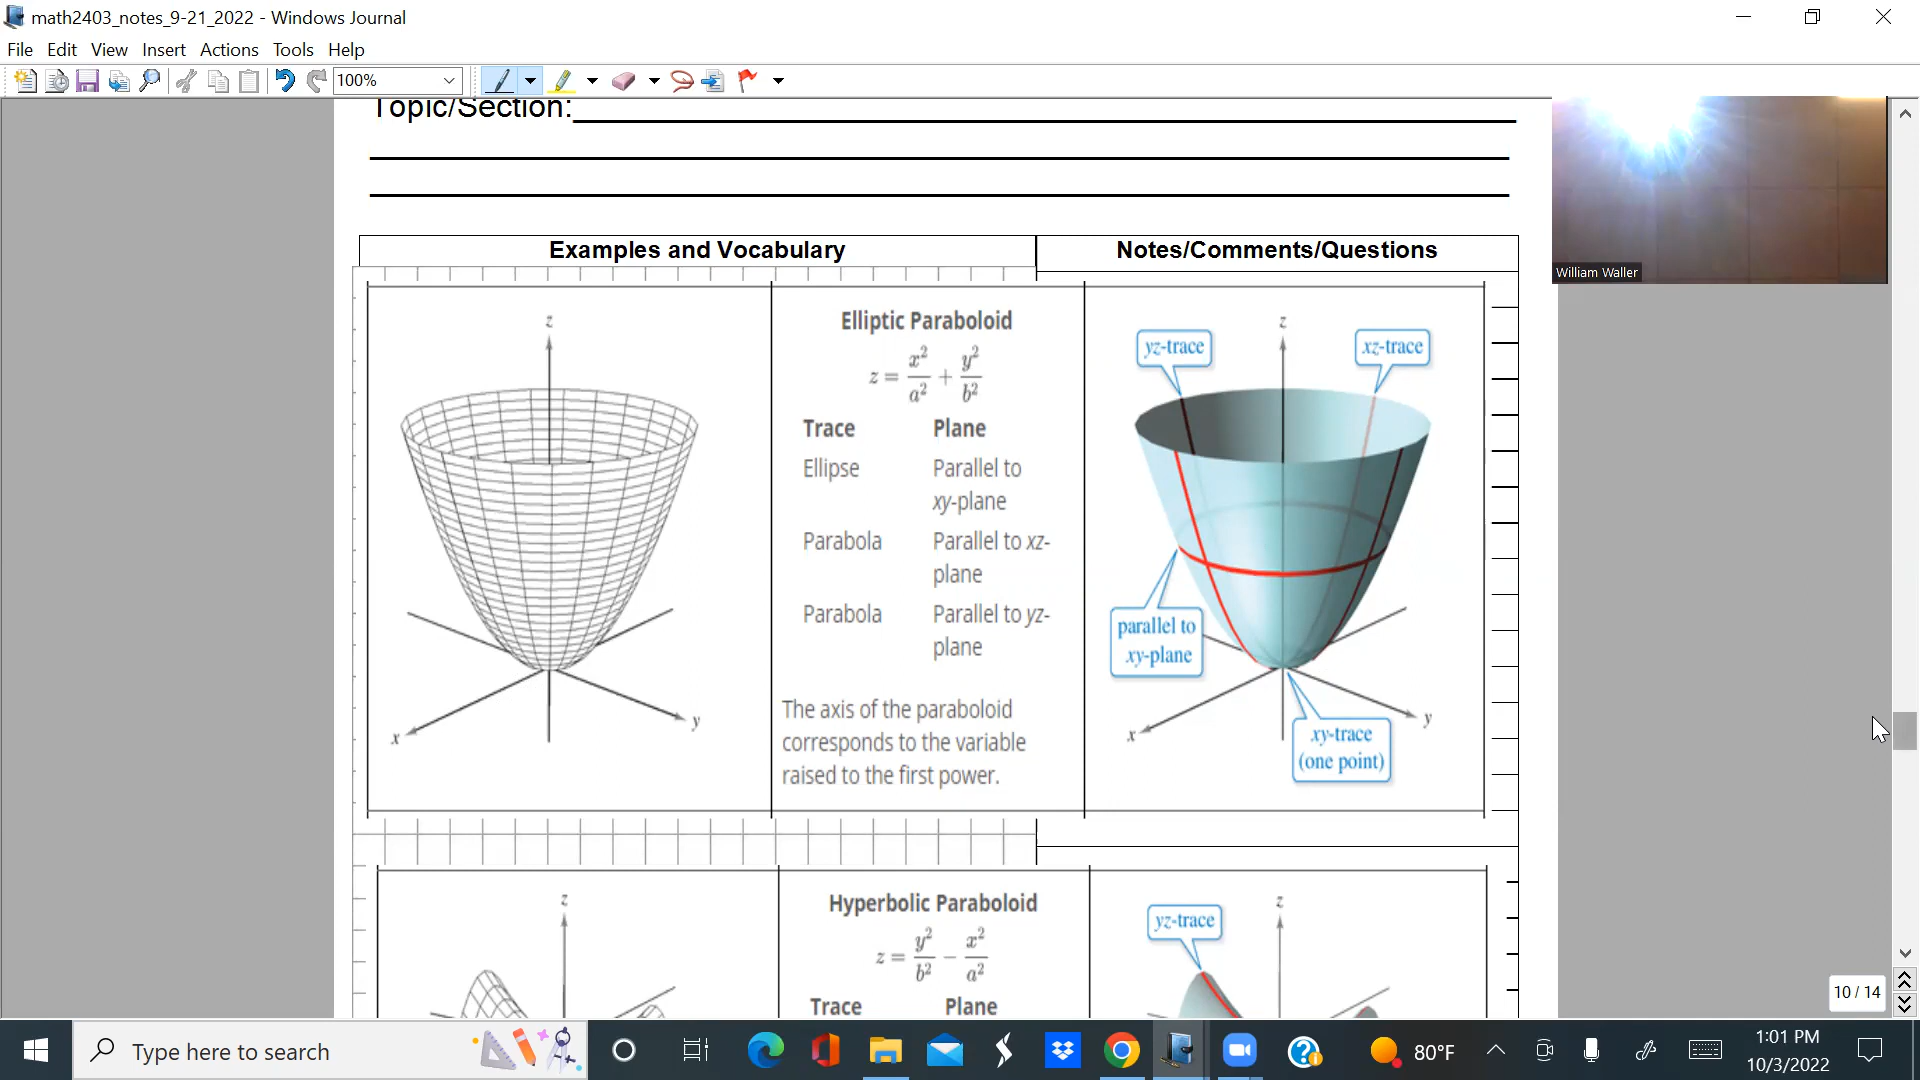 math2403_notes_9-21_2022 - Windows Journal
File Edit View Insert Actions Tools Help
100%
Topic/Section:
William Waller
Examples and Vocabulary
Notes/Comments/Questions
z
x
y
Elliptic Paraboloid
z = x²/a² + y²/b²
Trace Plane
Ellipse Parallel to
xy-plane
Parabola Parallel to xz-
plane
Parabola Parallel to yz-
plane
The axis of the paraboloid
corresponds to the variable
raised to the first power.
z
yz-trace
xz-trace
parallel to
xy-plane
x
y
xy-trace
(one point)
z
Hyperbolic Paraboloid
z = y²/b² − x²/a²
Trace Plane
yz-trace
z
10 / 14
Type here to search
80°F
1:01 PM
10/3/2022